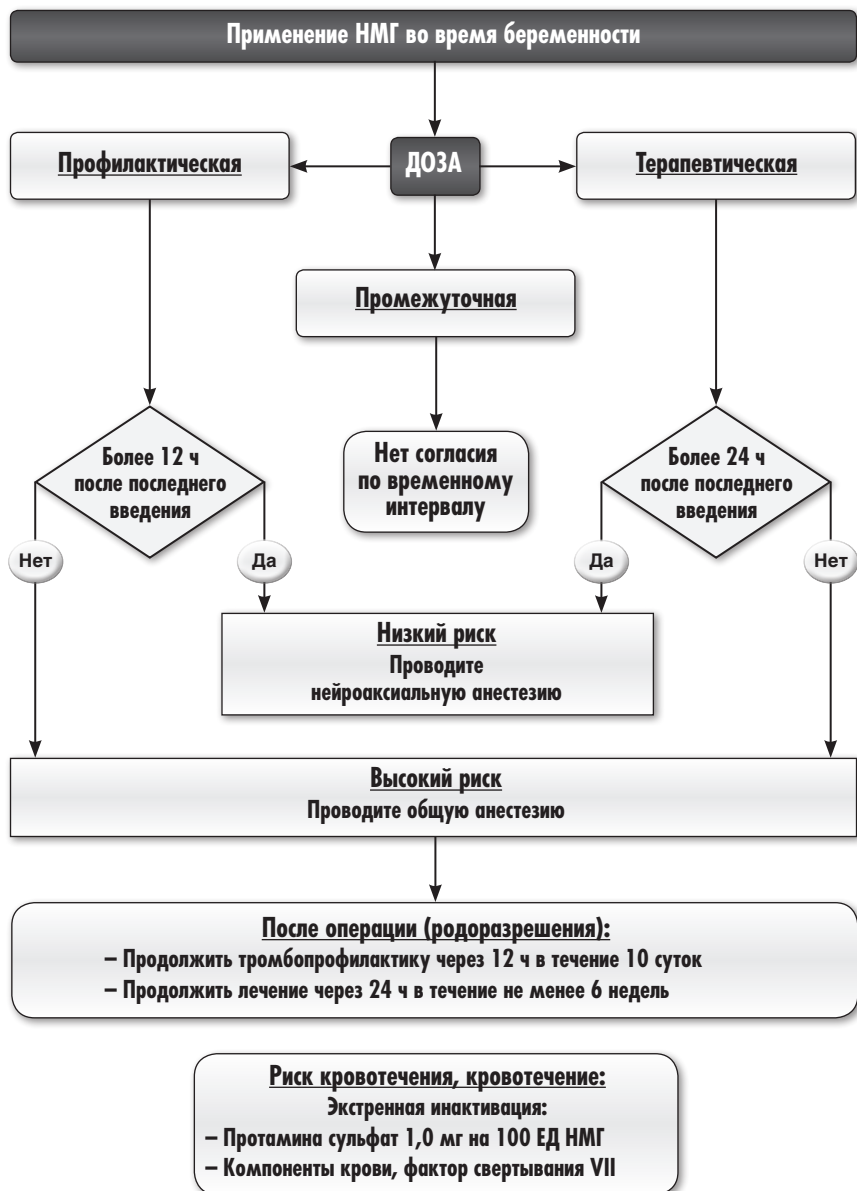 Применение НМГ во время беременности
Профилактическая
ДОЗА
Терапевтическая
Промежуточная
Более 12 ч
после последнего
введения
Нет согласия
по временному
интервалу
Более 24 ч
после последнего
введения
Нет
Да
Да
Нет
Низкий риск
Проводите
нейроаксиальную анестезию
Высокий риск
Проводите общую анестезию
После операции (родоразрешения):
– Продолжить тромбопрофилактику через 12 ч в течение 10 суток
– Продолжить лечение через 24 ч в течение не менее 6 недель
Риск кровотечения, кровотечение:
Экстренная инактивация:
– Протамина сульфат 1,0 мг на 100 ЕД НМГ
– Компоненты крови, фактор свертывания VII